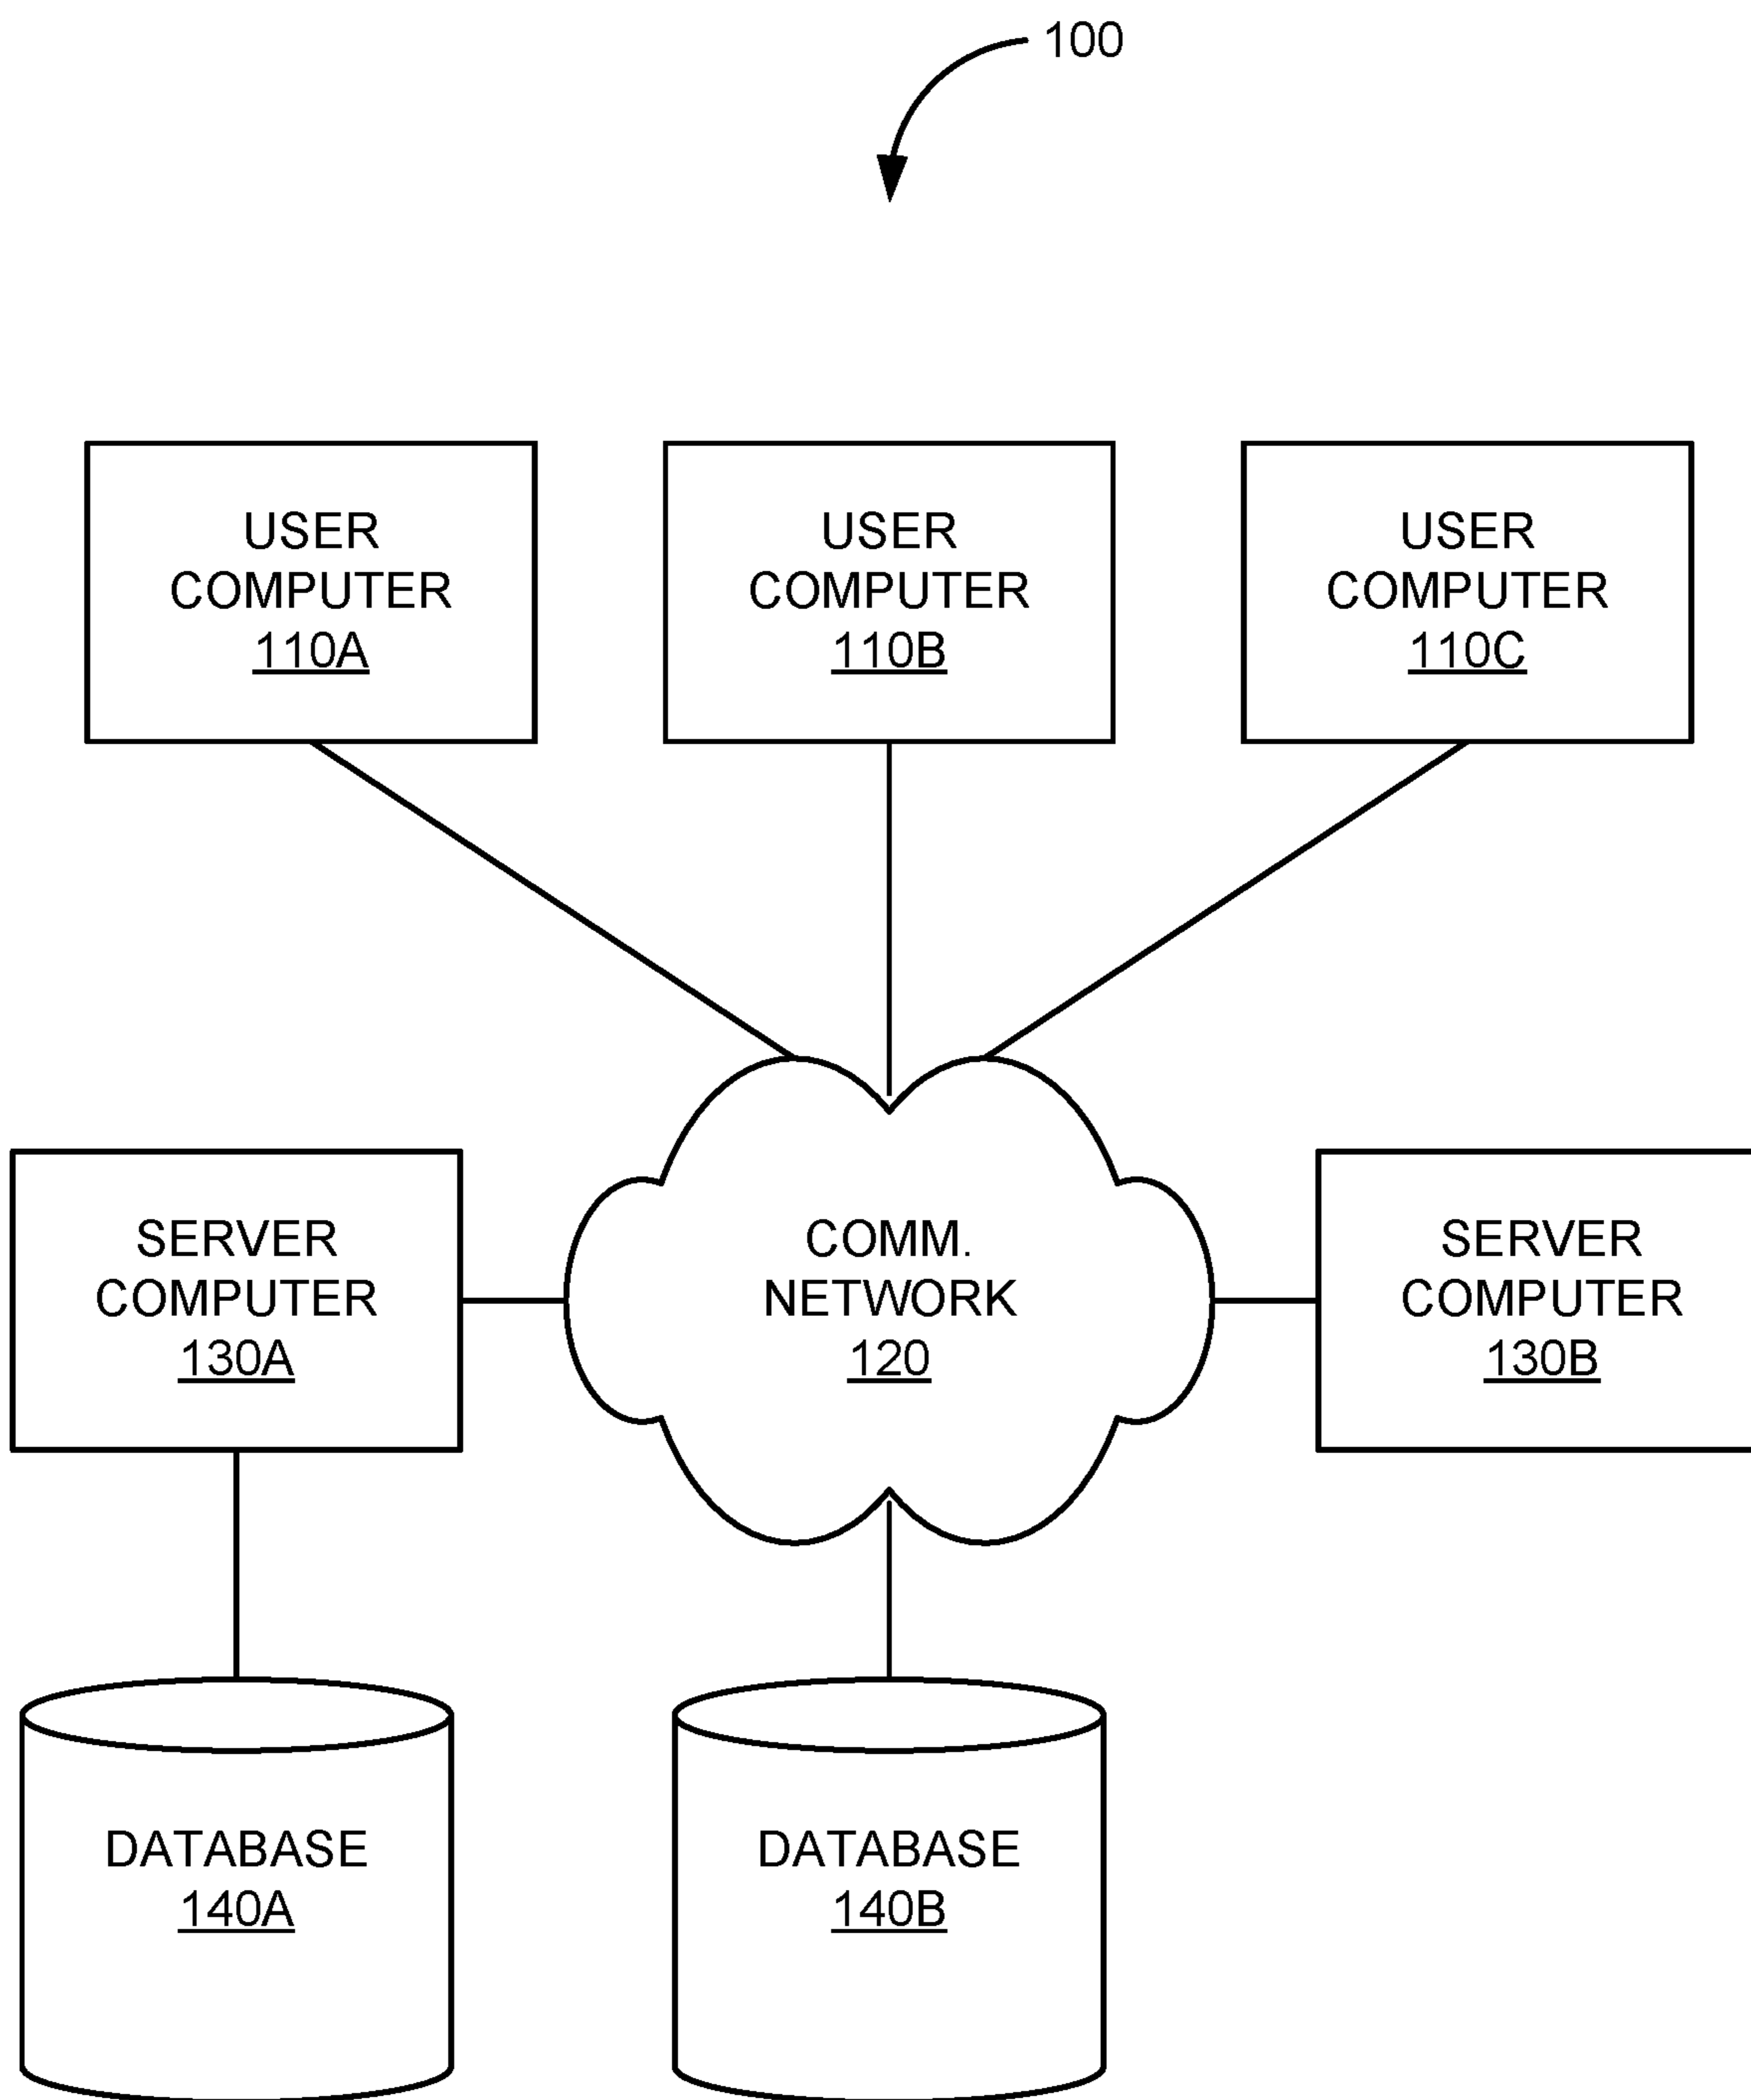 100
USER
COMPUTER
110A
USER
COMPUTER
110B
USER
COMPUTER
110C
SERVER
COMPUTER
130A
COMM.
NETWORK
120
SERVER
COMPUTER
130B
DATABASE
140A
DATABASE
140B